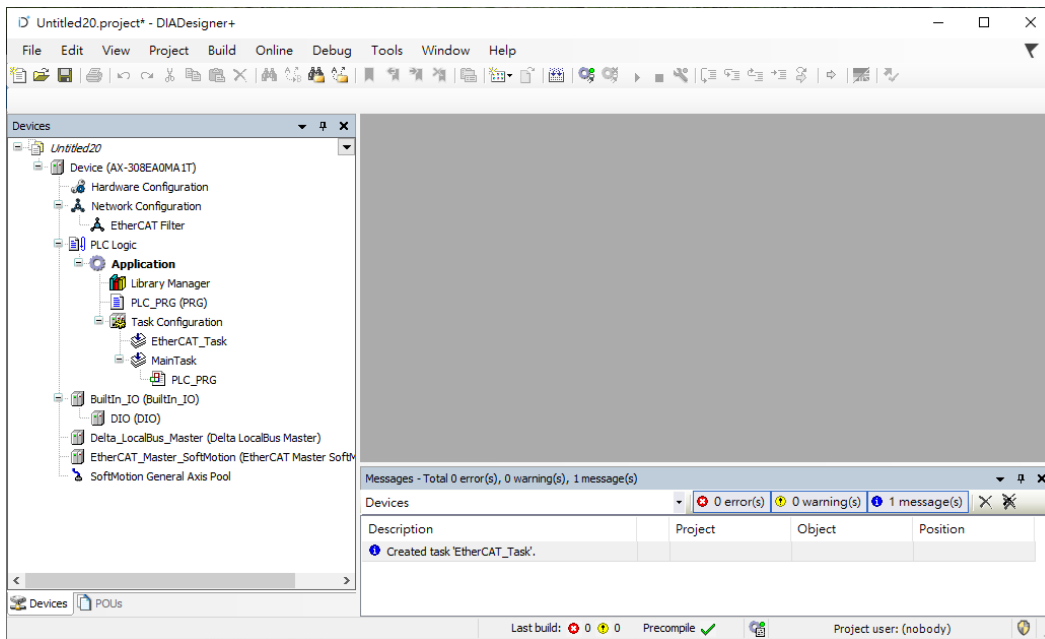 Untitled20.project* - DIADesigner+
File Edit View Project Build Online Debug Tools Window Help
Devices
Untitled20
Device (AX-308EA0MA1T)
Hardware Configuration
Network Configuration
EtherCAT Filter
PLC Logic
Application
Library Manager
PLC_PRG (PRG)
Task Configuration
EtherCAT_Task
MainTask
PLC_PRG
BuiltIn_IO (BuiltIn_IO)
DIO (DIO)
Delta_LocalBus_Master (Delta LocalBus Master)
EtherCAT_Master_SoftMotion (EtherCAT Master SoftM
SoftMotion General Axis Pool
Devices POUs
Messages - Total 0 error(s), 0 warning(s), 1 message(s)
Devices 0 error(s) 0 warning(s) 1 message(s)
Description Project Object Position
Created task 'EtherCAT_Task'.
Last build: 0 0 Precompile Project user: (nobody)